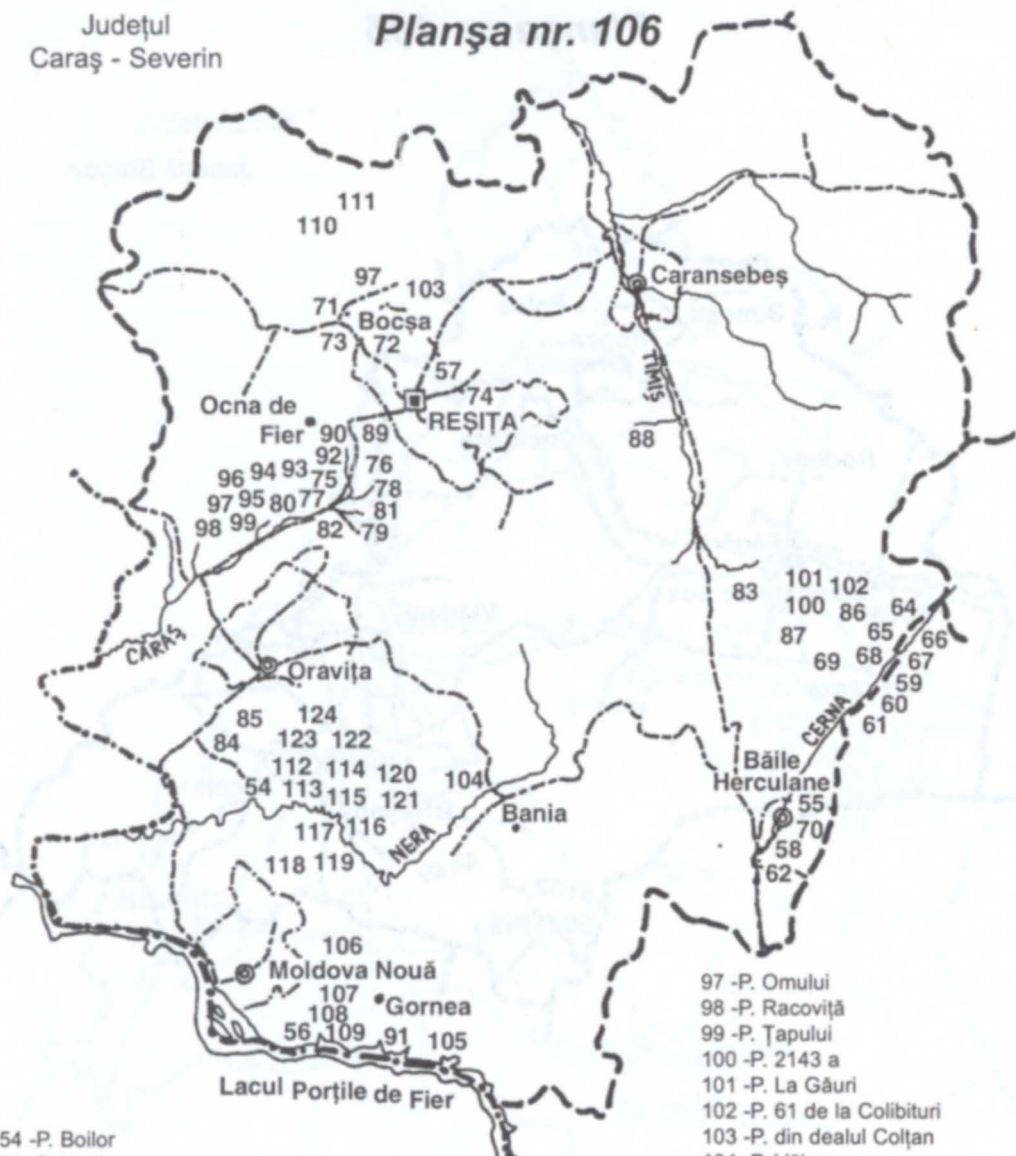 Județul
Caraș - Severin
Planșa nr. 106
111
110
97
103
71
Bocșa
73
72
57
74
Caransebeș
TIMIȘ
Ocna de
Fier
REȘIȚA
90
89
88
92
96
94
93
75
76
78
97
95
80
77
81
98
99
82
79
CARAȘ
Oravița
83
101
102
100
86
64
87
65
66
69
68
67
59
60
61
CERNA
85
124
84
123
122
112
114
120
104
54
113
115
121
117
116
NERA
Bania
118
119
Băile
Herculane
55
70
58
62
106
Moldova Nouă
107
Gornea
108
56
109
91
105
Lacul Porțile de Fier
54 -P. Boilor
97 -P. Omului
98 -P. Racoviță
99 -P. Țapului
100 -P. 2143 a
101 -P. La Găuri
102 -P. 61 de la Colibituri
103 -P. din dealul Colțan